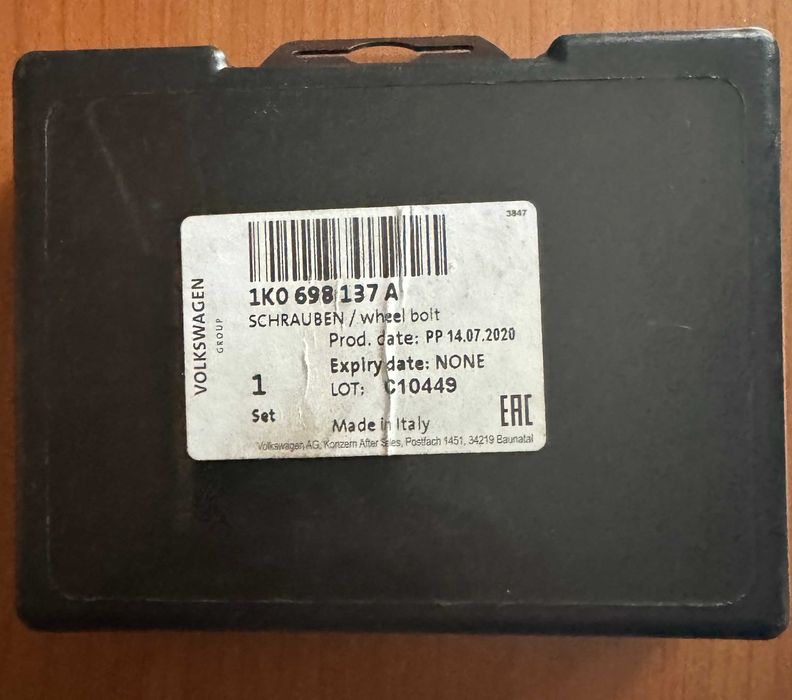 3847
VOLKSWAGEN
GROUP
1K0 698 137 A
SCHRAUBEN / wheel bolt
Prod. date: PP 14.07.2020
Expiry date: NONE
1 LOT: C10449
Set
Made in Italy
EAC
Volkswagen AG, Konzern After Sales, Postfach 1451, 34219 Baunatal